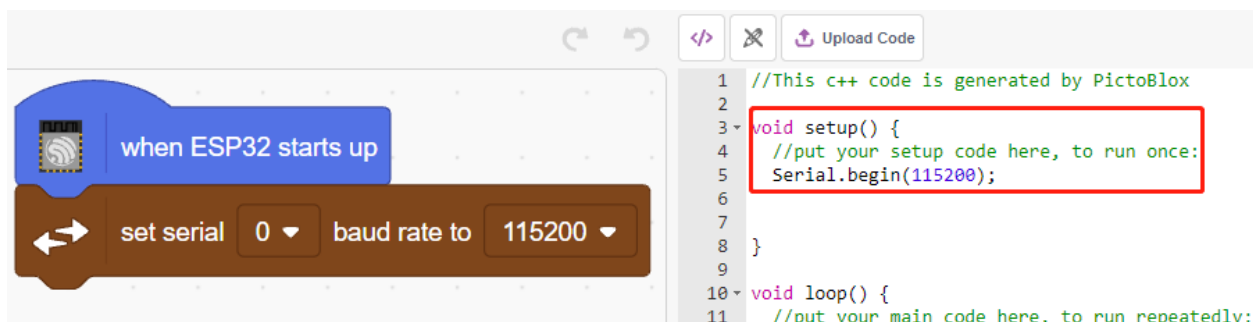 when ESP32 starts up
set serial 0 baud rate to 115200
</> Upload Code
1 //This c++ code is generated by PictoBlox
2
3 void setup() {
4 //put your setup code here, to run once:
5 Serial.begin(115200);
6
7
8 }
9
10 void loop() {
11 //put your main code here, to run repeatedly: